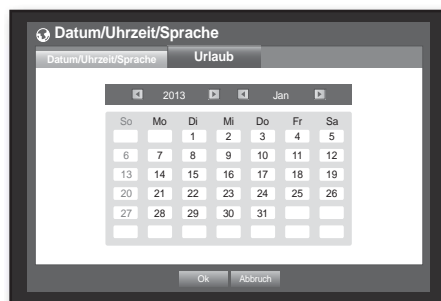 Datum/Uhrzeit/Sprache
Datum/Uhrzeit/Sprache Urlaub
2013 Jan
So Mo Di Mi Do Fr Sa
1 2 3 4 5
6 7 8 9 10 11 12
13 14 15 16 17 18 19
20 21 22 23 24 25 26
27 28 29 30 31
Ok Abbruch